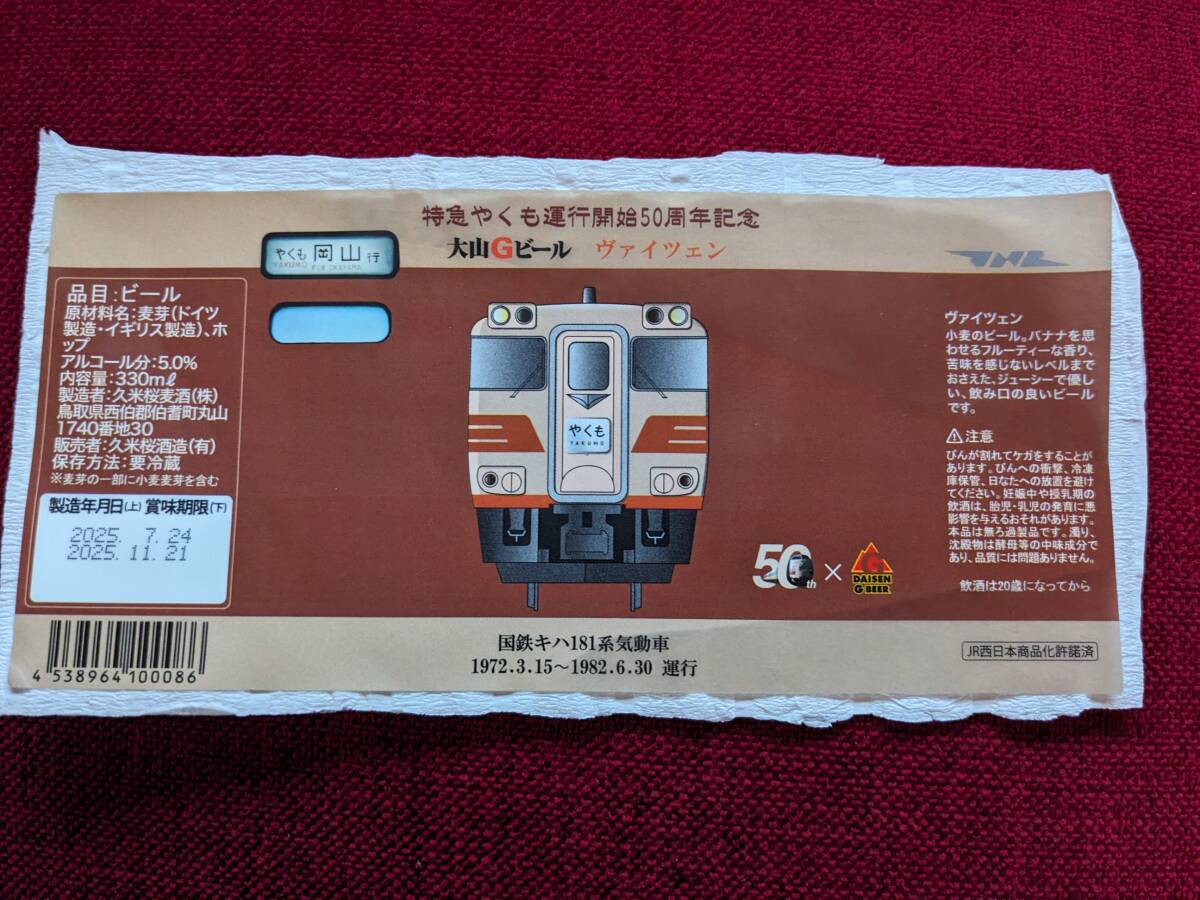 特急やくも運行開始50周年記念
大山Gビール ヴァイツェン
JNR
やくも 岡山 行
YAKUMO FOR OKAYAMA
品目:ビール
原材料名:麦芽(ドイツ
製造・イギリス製造)、ホ
ップ
アルコール分:5.0%
内容量:330mℓ
製造者:久米桜麦酒(株)
鳥取県西伯郡伯耆町丸山
1740番地30
販売者:久米桜酒造(有)
保存方法:要冷蔵
※麦芽の一部に小麦麦芽を含む
製造年月日(上) 賞味期限(下)
2025. 7.24
2025. 11.21
4 538964 100086
やくも
YAKUMO
国鉄キハ181系気動車
1972.3.15〜1982.6.30 運行
50th × G
DAISEN
G BEER
ヴァイツェン
小麦のビール。バナナを思
わせるフルーティーな香り、
苦味を感じないレベルまで
おさえた、ジューシーで優し
い、飲み口の良いビール
です。
⚠注意
びんが割れてケガをすることが
あります。びんへの衝撃、冷凍
庫保管、日なたへの放置を避け
てください。妊娠中や授乳期の
飲酒は、胎児・乳児の発育に悪
影響を与えるおそれがあります。
本品は無ろ過製品です。濁り、
沈殿物は酵母等の中味成分で
あり、品質には問題ありません。
飲酒は20歳になってから
JR西日本商品化許諾済